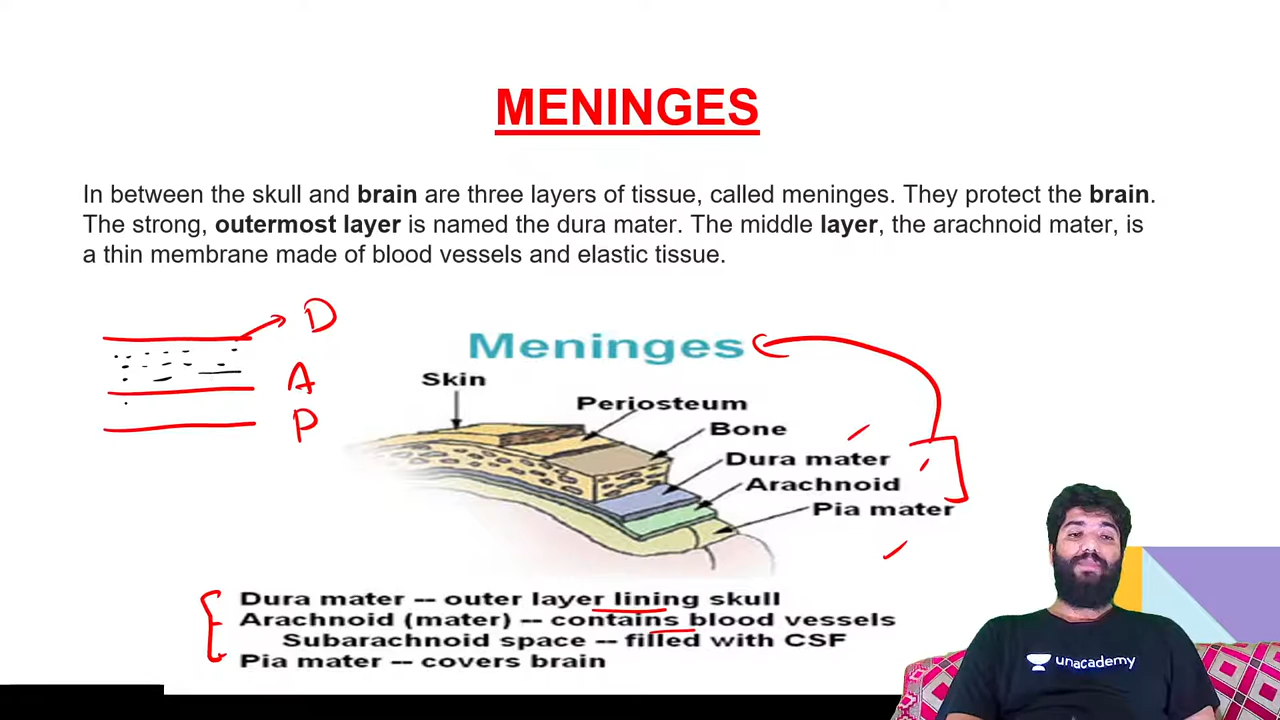 MENINGES
In between the skull and brain are three layers of tissue, called meninges. They protect the brain.
The strong, outermost layer is named the dura mater. The middle layer, the arachnoid mater, is
a thin membrane made of blood vessels and elastic tissue.
D
A
P
Meninges
Skin
Periosteum
Bone
Dura mater
Arachnoid
Pia mater
Dura mater -- outer layer lining skull
Arachnoid (mater) -- contains blood vessels
Subarachnoid space -- filled with CSF
Pia mater -- covers brain
unacademy